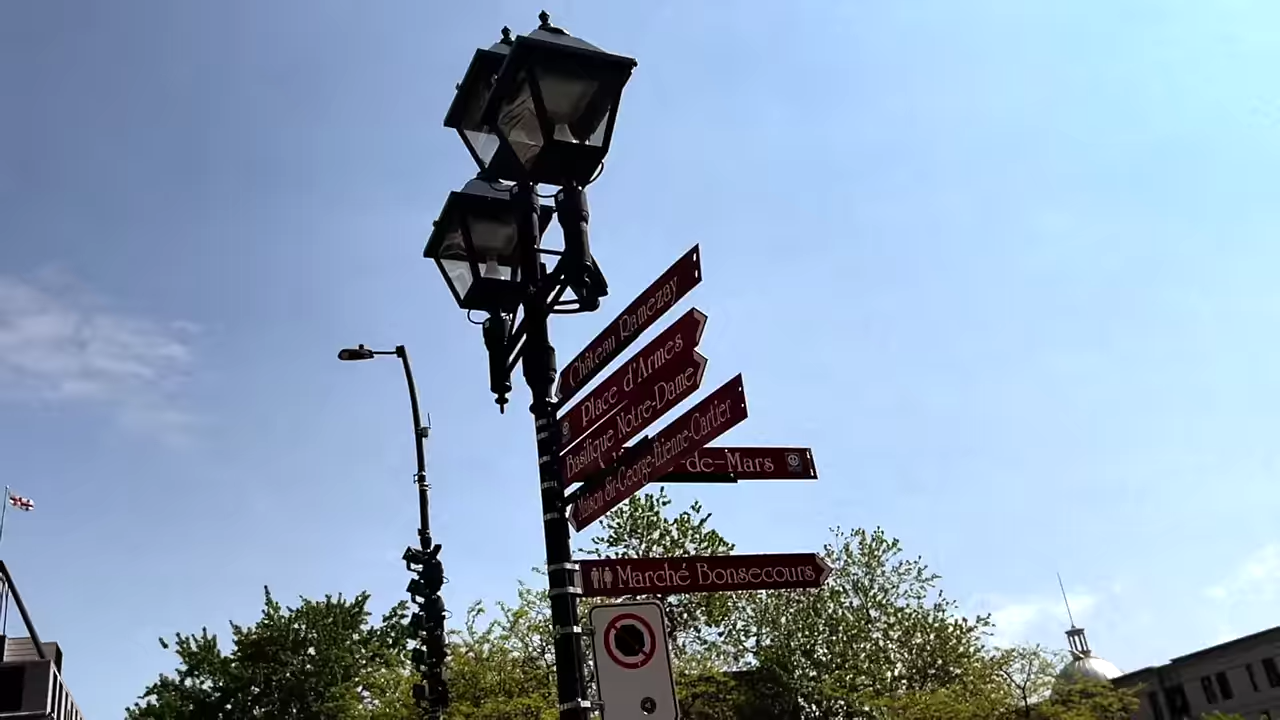 Château Ramezay
Place d'Armes
Basilique Notre-Dame
Maison Sir-George-Étienne-Cartier
-de-Mars
Marché Bonsecours